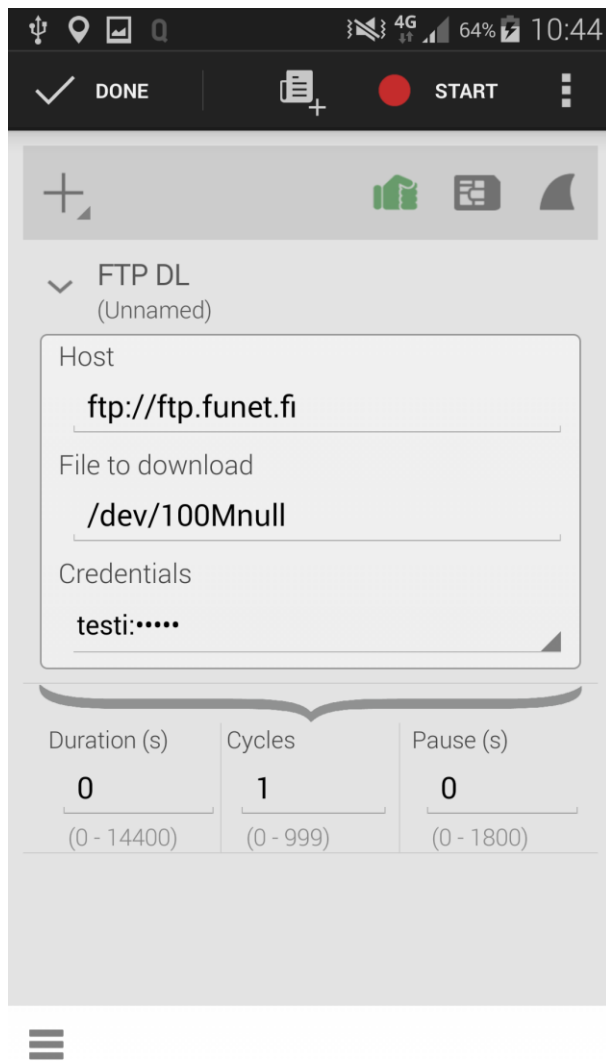 4G 64% 10:44
DONE START
FTP DL
(Unnamed)
Host
ftp://ftp.funet.fi
File to download
/dev/100Mnull
Credentials
testi:•••••
Duration (s) Cycles Pause (s)
0 1 0
(0 - 14400) (0 - 999) (0 - 1800)